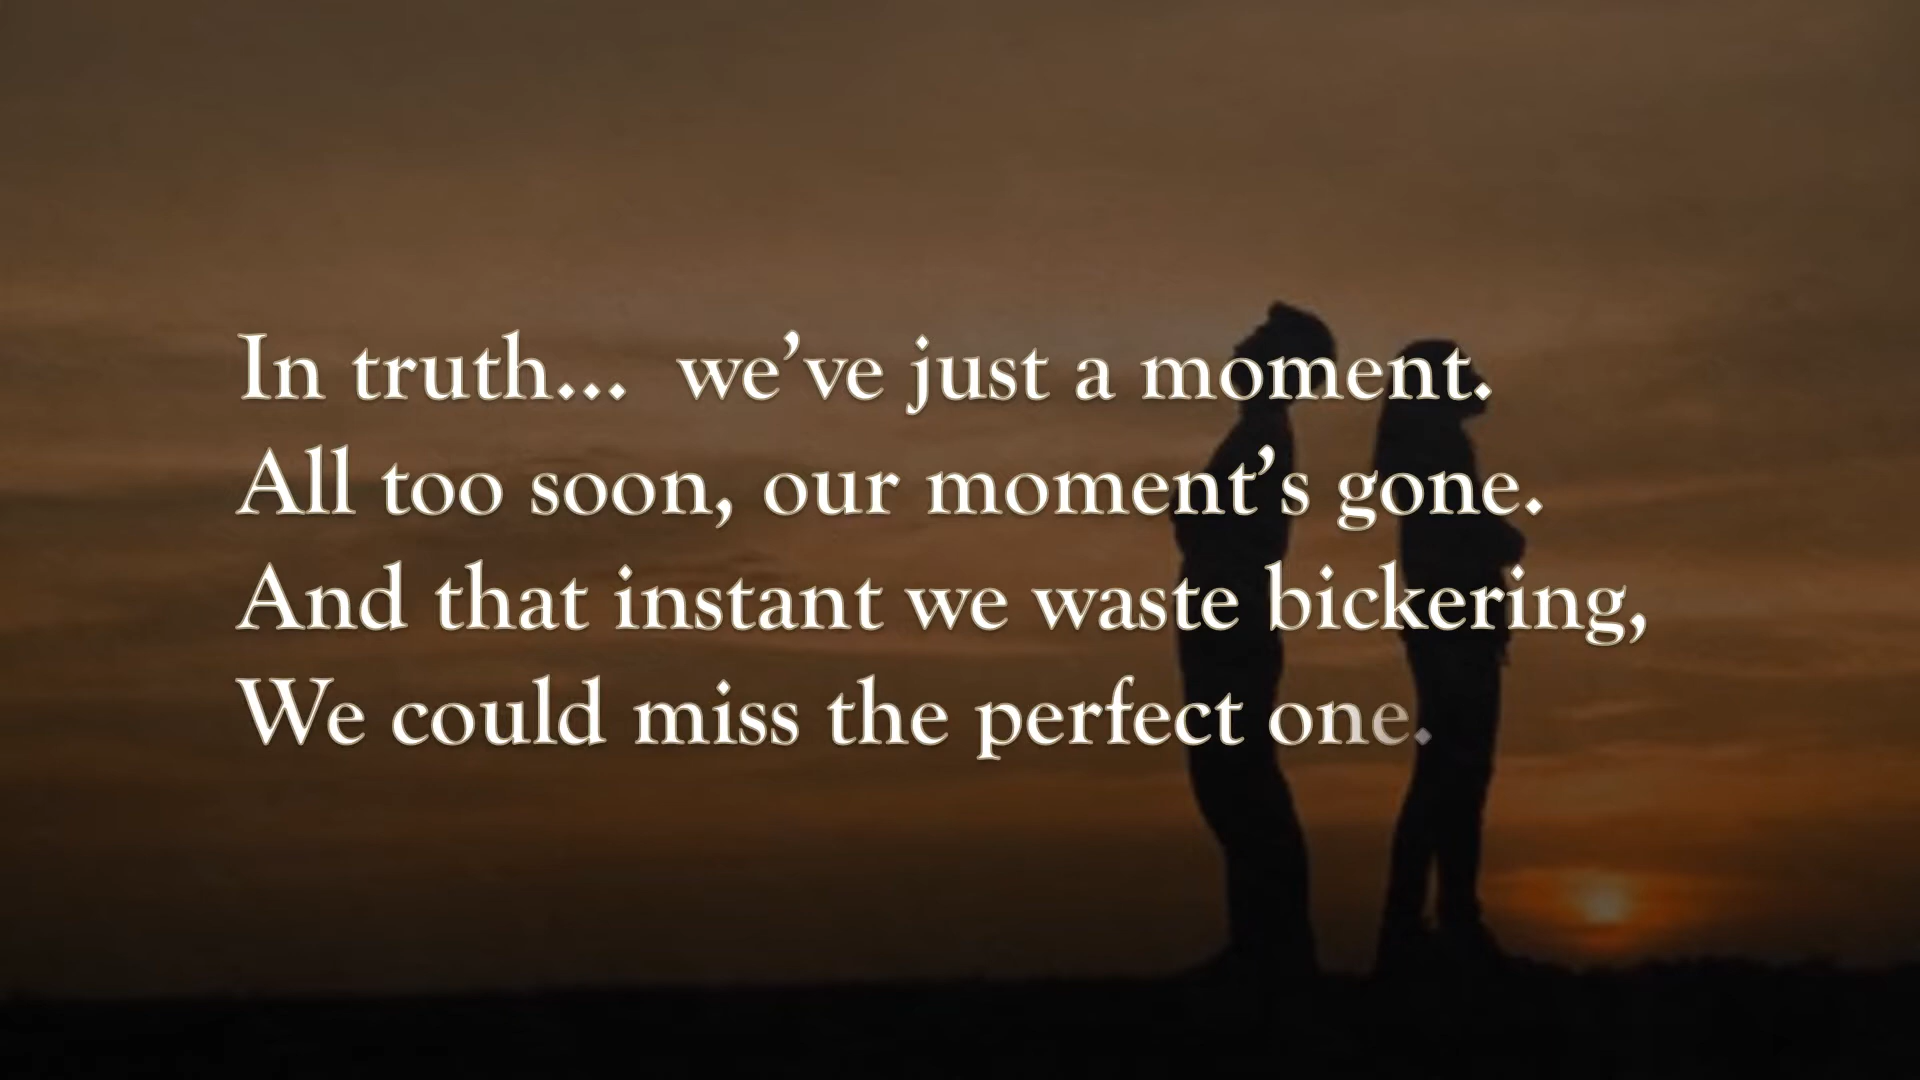 In truth...  we've just a moment.
All too soon, our moment's gone.
And that instant we waste bickering,
We could miss the perfect one.